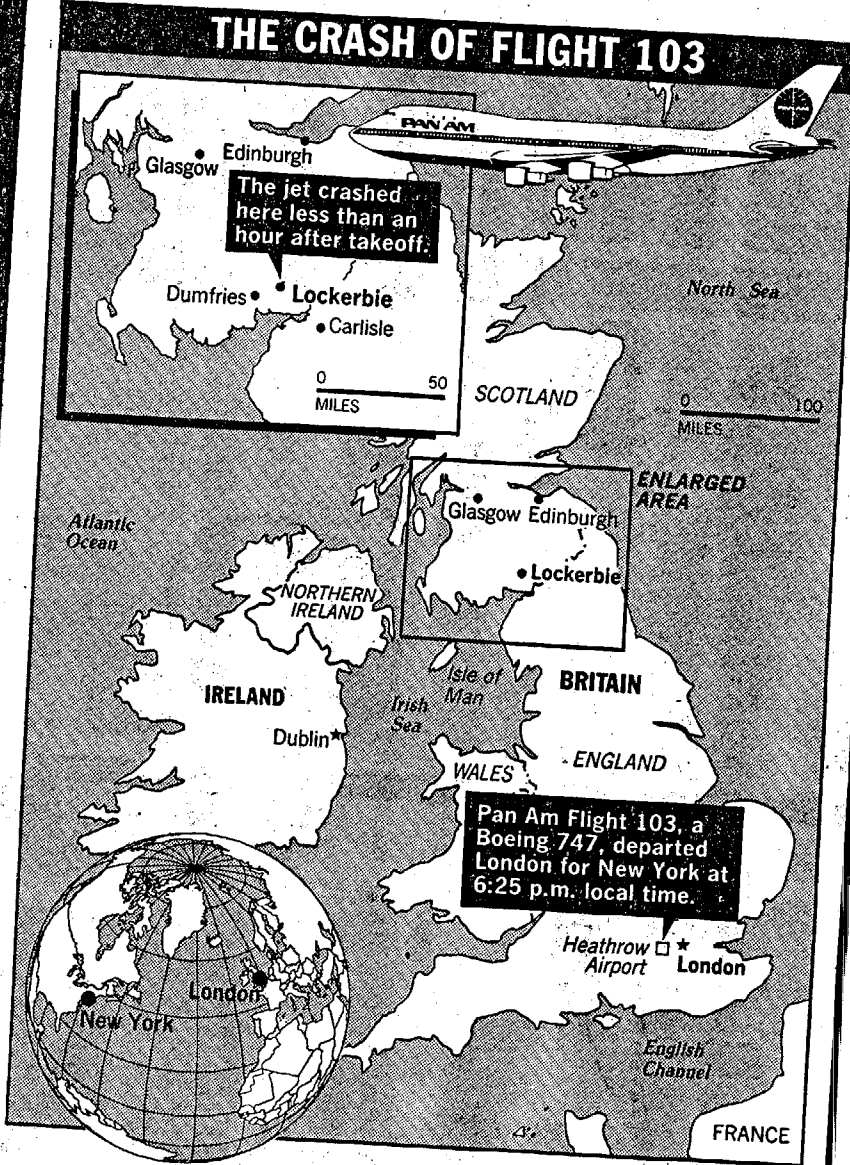 THE CRASH OF FLIGHT 103
PAN AM
Glasgow
Edinburgh
The jet crashed
here less than an
hour after takeoff.
Dumfries
Lockerbie
Carlisle
0 50
MILES
North Sea
SCOTLAND
0 100
MILES
ENLARGED
AREA
Glasgow Edinburgh
Lockerbie
Atlantic
Ocean
NORTHERN
IRELAND
IRELAND
Dublin
Isle of
Man
Irish
Sea
BRITAIN
WALES
ENGLAND
Pan Am Flight 103, a
Boeing 747, departed
London for New York at
6:25 p.m. local time.
Heathrow
Airport
London
London
New York
English
Channel
FRANCE